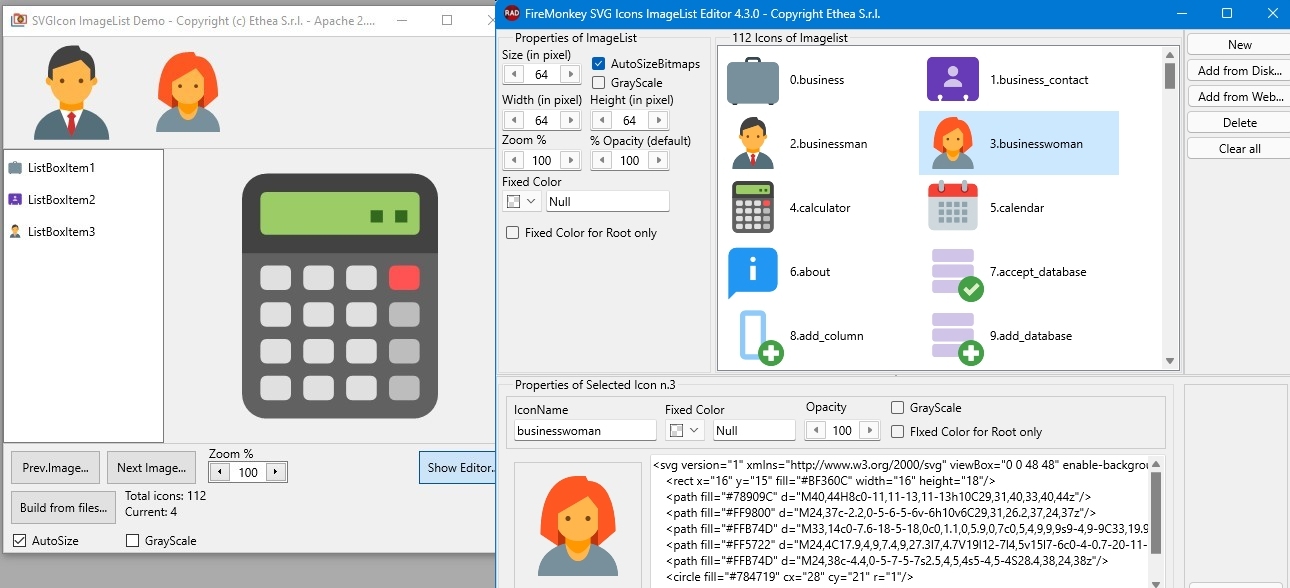 SVGIcon ImageList Demo - Copyright (c) Ethea S.r.l. - Apache 2....
ListBoxItem1
ListBoxItem2
ListBoxItem3
Prev.Image...
Next Image...
Zoom %
100
Show Editor..
Build from files...
Total icons: 112
Current: 4
AutoSize
GrayScale
RAD
FireMonkey SVG Icons ImageList Editor 4.3.0 - Copyright Ethea S.r.l.
Properties of ImageList
Size (in pixel)
64
AutoSizeBitmaps
GrayScale
Width (in pixel)
Height (in pixel)
64
64
Zoom %
% Opacity (default)
100
100
Fixed Color
Null
Fixed Color for Root only
112 Icons of Imagelist
0.business
1.business_contact
2.businessman
3.businesswoman
4.calculator
5.calendar
6.about
7.accept_database
8.add_column
9.add_database
New
Add from Disk...
Add from Web...
Delete
Clear all
Properties of Selected Icon n.3
IconName
Fixed Color
Opacity
GrayScale
businesswoman
Null
100
FIxed Color for Root only
<svg version="1" xmlns="http://www.w3.org/2000/svg" viewBox="0 0 48 48" enable-backgrou
<rect x="16" y="15" fill="#BF360C" width="16" height="18"/>
<path fill="#78909C" d="M40,44H8c0-11,11-13,11-13h10C29,31,40,33,40,44z"/>
<path fill="#FF9800" d="M24,37c-2.2,0-5-6-5-6v-6h10v6C29,31,26.2,37,24,37z"/>
<path fill="#FFB74D" d="M33,14c0-7.6-18-5-18,0c0,1.1,0,5.9,0,7c0,5,4,9,9,9s9-4,9-9C33,19.9
<path fill="#FF5722" d="M24,4C17.9,4,9,7.4,9,27.3l7,4.7V19l12-7l4,5v15l7-6c0-4-0.7-20-11-
<path fill="#FFB74D" d="M24,38c-4.4,0-5-7-5-7s2.5,4,5,4s5-4,5-4S28.4,38,24,38z"/>
<circle fill="#784719" cx="28" cy="21" r="1"/>